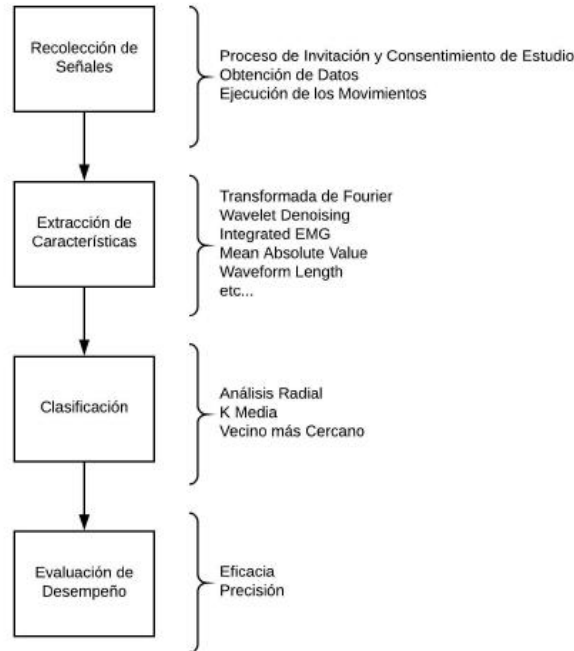 Recolección de
Señales
Proceso de Invitación y Consentimiento de Estudio
Obtención de Datos
Ejecución de los Movimientos
Extracción de
Características
Transformada de Fourier
Wavelet Denoising
Integrated EMG
Mean Absolute Value
Waveform Length
etc...
Clasificación
Análisis Radial
K Media
Vecino más Cercano
Evaluación de
Desempeño
Eficacia
Precisión